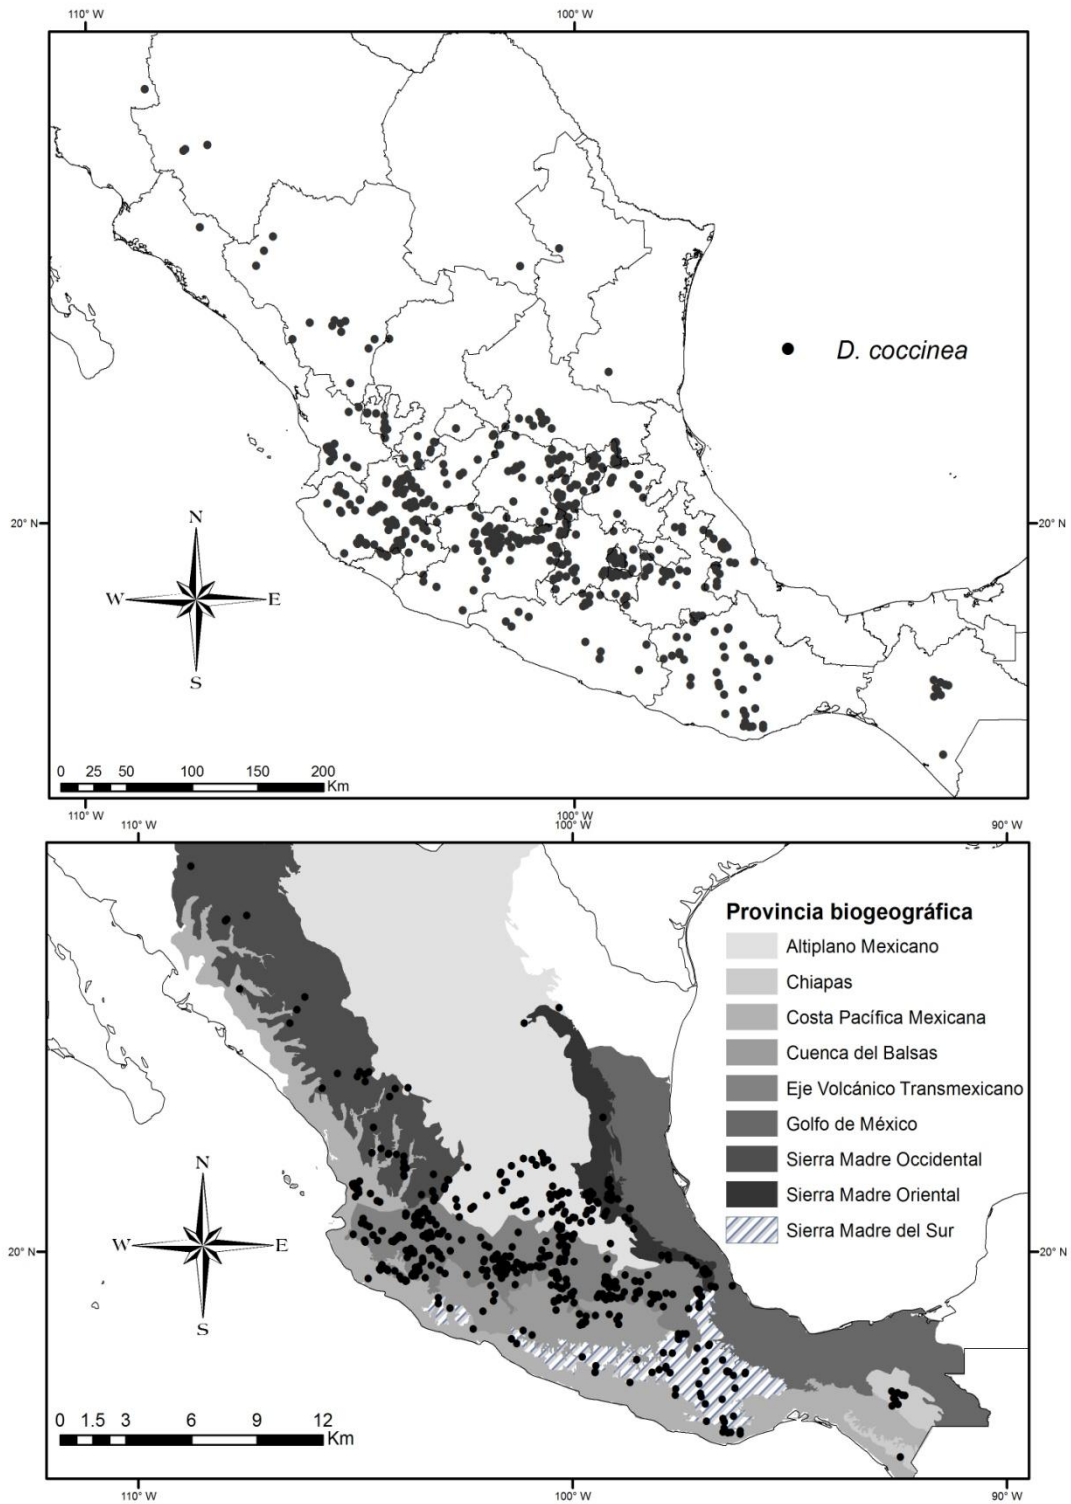 110° W 100° W
D. coccinea
20° N 20° N
N
W E
S
0 25 50 100 150 200
Km
110° W 100° W
110° W 100° W 90° W
Provincia biogeográfica
Altiplano Mexicano
Chiapas
Costa Pacífica Mexicana
Cuenca del Balsas
Eje Volcánico Transmexicano
Golfo de México
Sierra Madre Occidental
Sierra Madre Oriental
Sierra Madre del Sur
N
20° N W E 20° N
S
0 1.5 3 6 9 12
Km
110° W 100° W 90° W